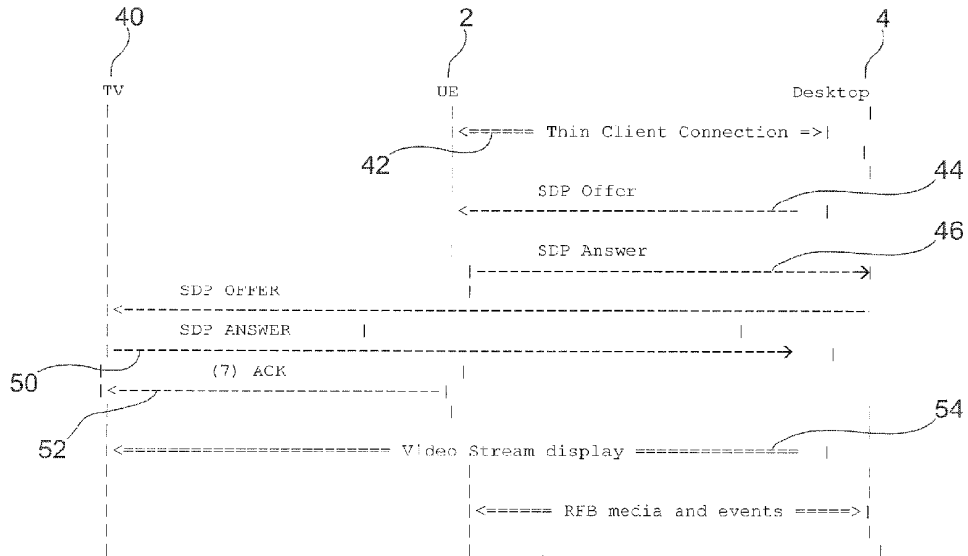 40 2 4
TV UE Desktop
<====== Thin Client Connection =>|
42
SDP Offer 44
SDP Answer 46
SDP OFFER
SDP ANSWER
50 (7) ACK
52 54
<==================== Video Stream display ============
<====== RFB media and events =====>|